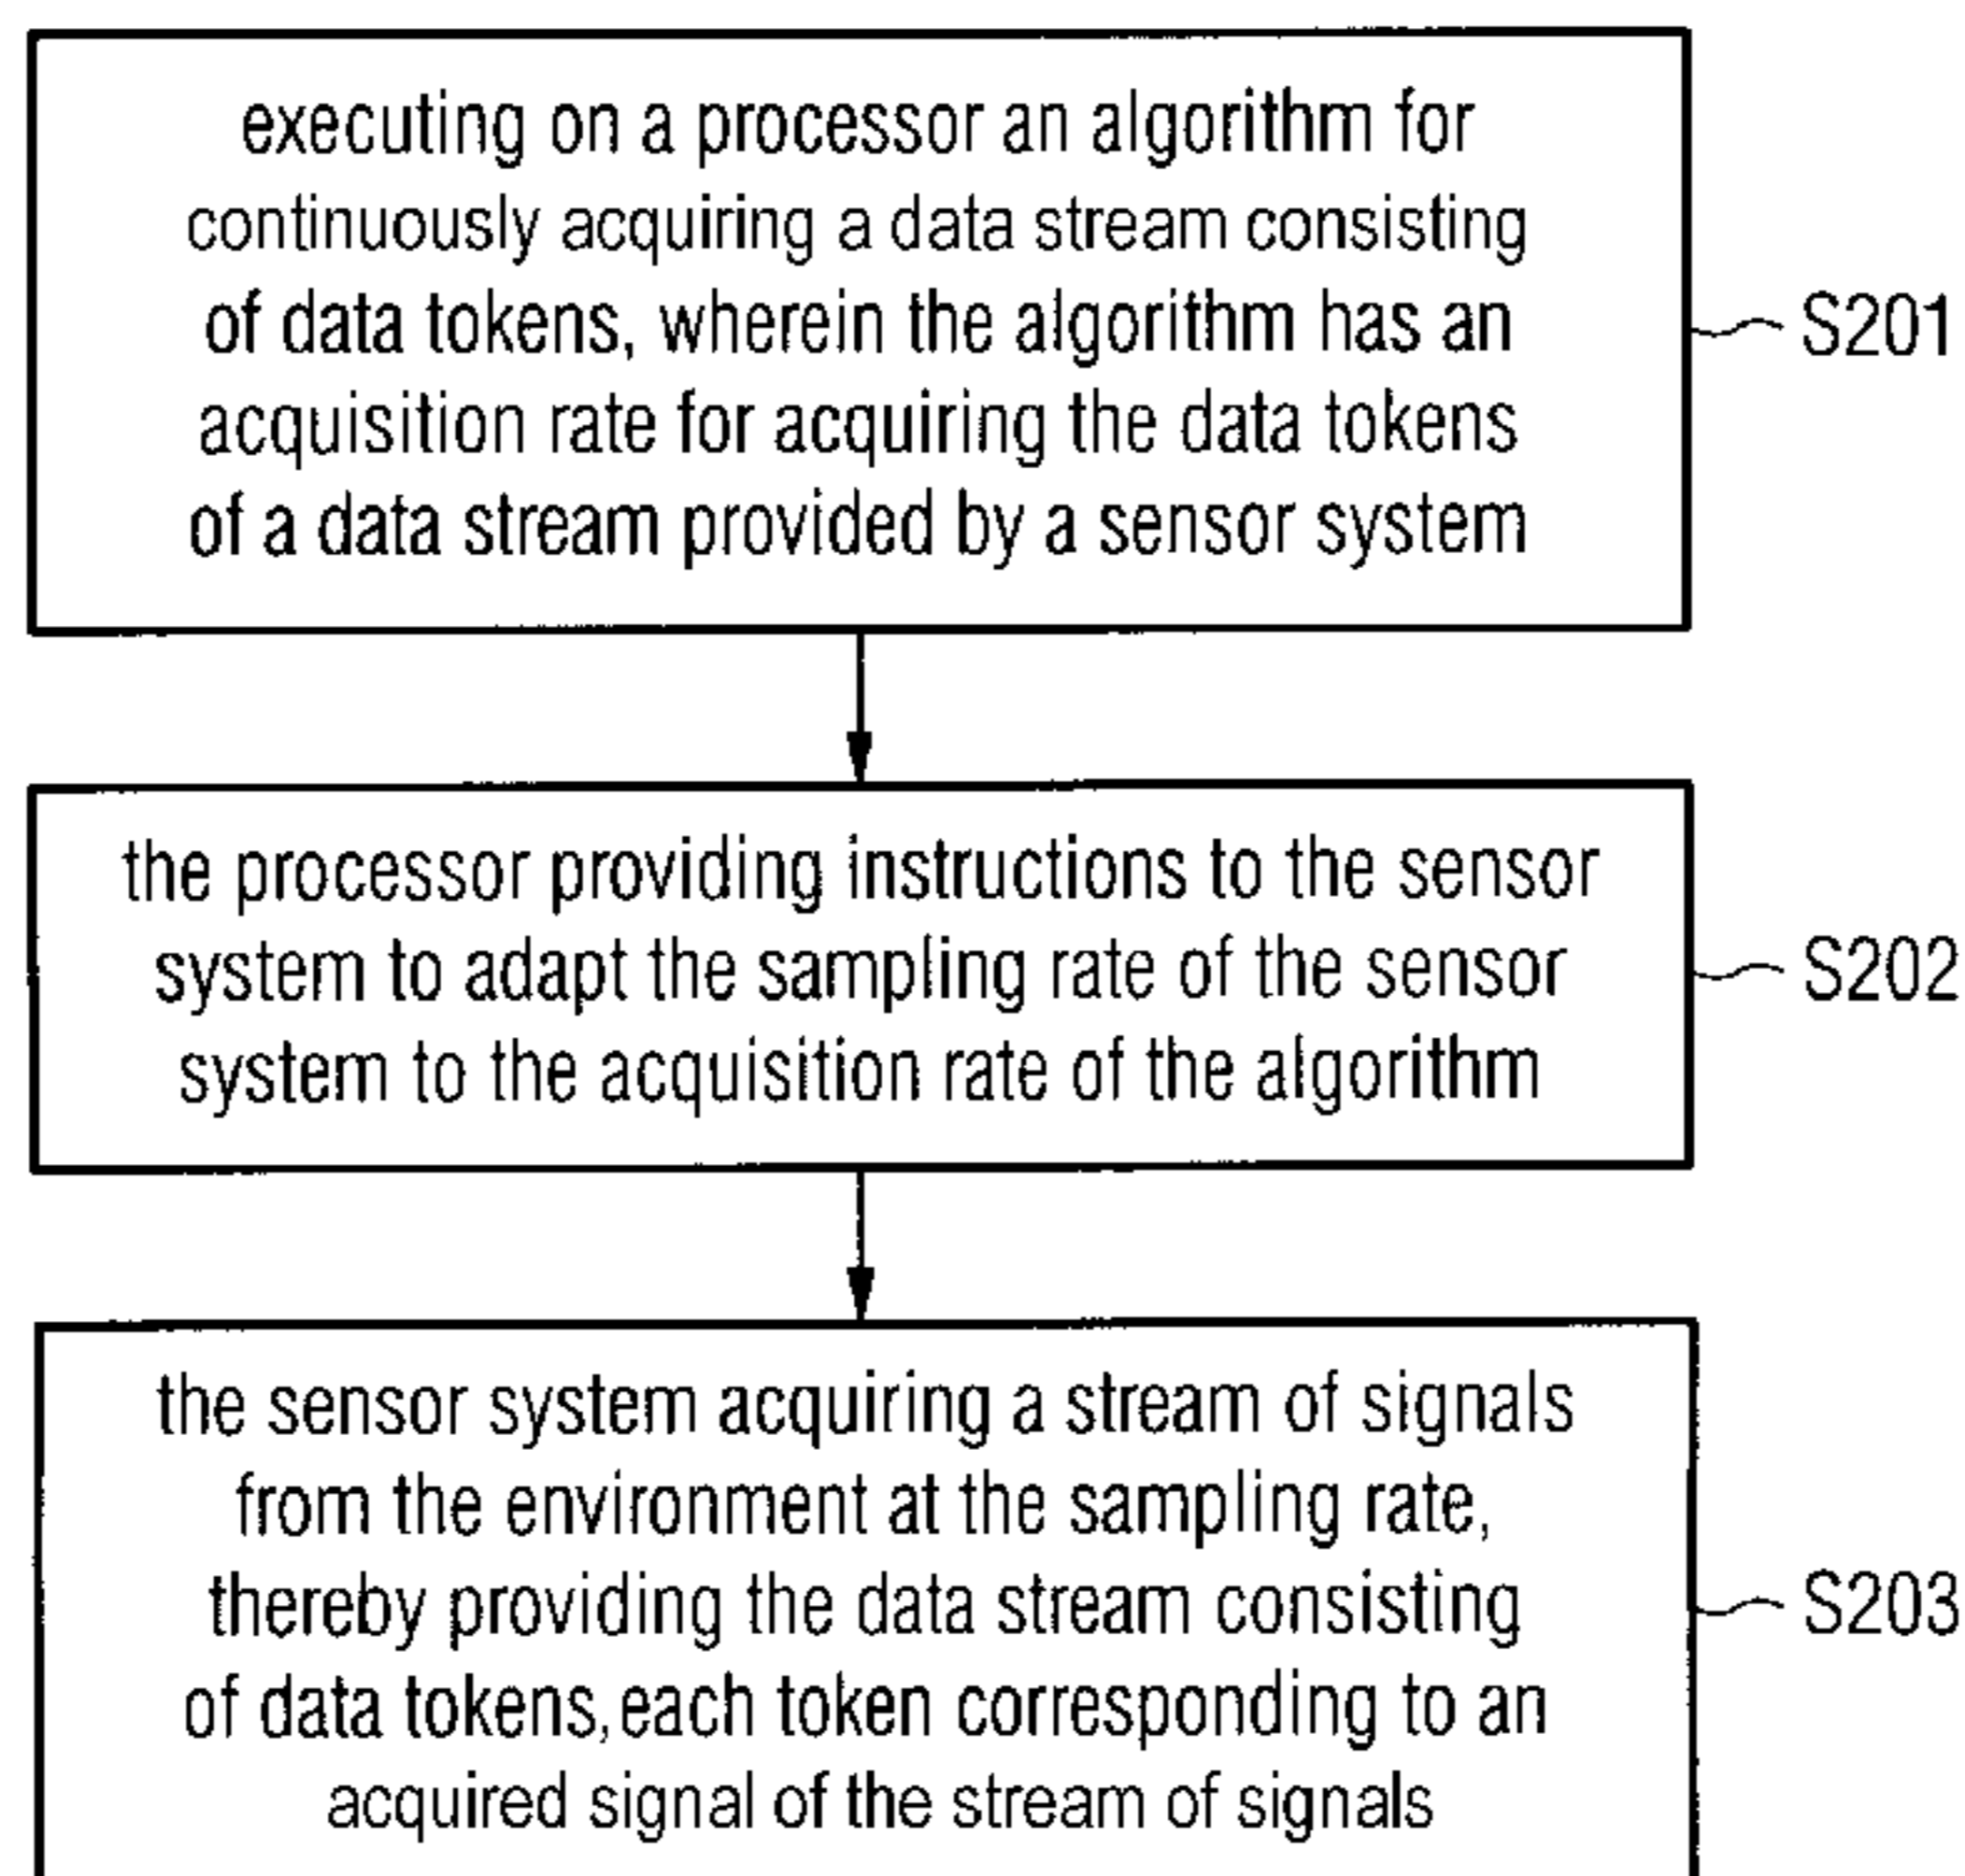 executing on a processor an algorithm for
continuously acquiring a data stream consisting
of data tokens, wherein the algorithm has an
acquisition rate for acquiring the data tokens
of a data stream provided by a sensor system
S201
the processor providing instructions to the sensor
system to adapt the sampling rate of the sensor
system to the acquisition rate of the algorithm
S202
the sensor system acquiring a stream of signals
from the environment at the sampling rate,
thereby providing the data stream consisting
of data tokens, each token corresponding to an
acquired signal of the stream of signals
S203